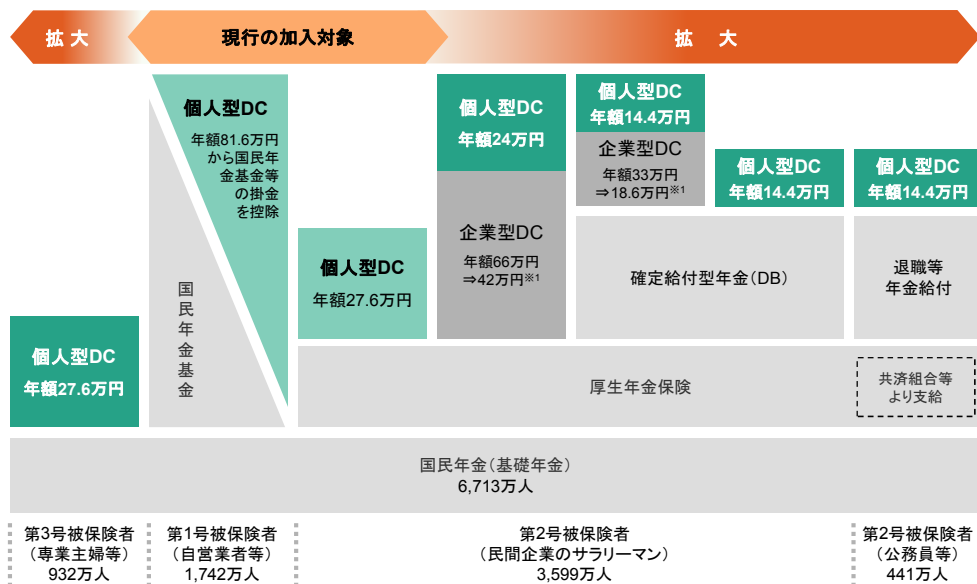 拡大
現行の加入対象
拡　大
個人型DC
年額81.6万円
から国民年
金基金等
の掛金
を控除
国民年金基金
個人型DC
年額27.6万円
個人型DC
年額27.6万円
個人型DC
年額24万円
企業型DC
年額66万円
⇒42万円※1
個人型DC
年額14.4万円
企業型DC
年額33万円
⇒18.6万円※1
個人型DC
年額14.4万円
個人型DC
年額14.4万円
確定給付型年金（DB）
退職等
年金給付
厚生年金保険
共済組合等
より支給
国民年金（基礎年金）
6,713万人
第3号被保険者
（専業主婦等）
932万人
第1号被保険者
（自営業者等）
1,742万人
第2号被保険者
（民間企業のサラリーマン）
3,599万人
第2号被保険者
（公務員等）
441万人